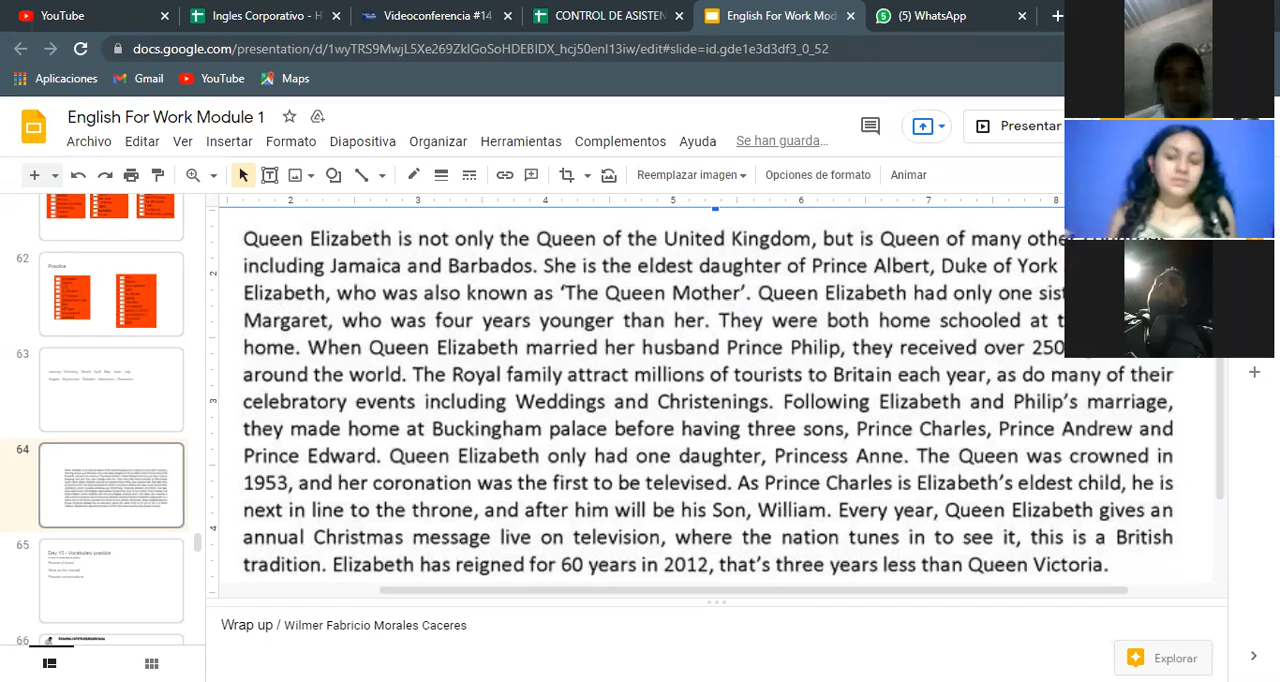 YouTube
Ingles Corporativo - H
Videoconferencia #14
CONTROL DE ASISTEN
English For Work Mod
(5) WhatsApp
docs.google.com/presentation/d/1wyTRS9MwjL5Xe269ZklGoSoHDEBIDX_hcj50enl13iw/edit#slide=id.gde1e3d3df3_0_52
Aplicaciones
Gmail
YouTube
Maps
English For Work Module 1
Archivo Editar Ver Insertar Formato Diapositiva Organizar Herramientas Complementos Ayuda Se han guarda...
Presentar
Reemplazar imagen
Opciones de formato
Animar
2 3 4 5 6 7 8
Queen Elizabeth is not only the Queen of the United Kingdom, but is Queen of many
including Jamaica and Barbados. She is the eldest daughter of Prince Albert, Duke of York
Elizabeth, who was also known as ‘The Queen Mother’. Queen Elizabeth had only one
Margaret, who was four years younger than her. They were both home schooled at
home. When Queen Elizabeth married her husband Prince Philip, they received over 250
around the world. The Royal family attract millions of tourists to Britain each year, as do many of their
celebratory events including Weddings and Christenings. Following Elizabeth and Philip’s marriage,
they made home at Buckingham palace before having three sons, Prince Charles, Prince Andrew and
Prince Edward. Queen Elizabeth only had one daughter, Princess Anne. The Queen was crowned in
1953, and her coronation was the first to be televised. As Prince Charles is Elizabeth’s eldest child, he is
next in line to the throne, and after him will be his Son, William. Every year, Queen Elizabeth gives an
annual Christmas message live on television, where the nation tunes in to see it, this is a British
tradition. Elizabeth has reigned for 60 years in 2012, that’s three years less than Queen Victoria.
2
3
4
62
Practice
63
64
65
Day 13 - Vocabulary practice
66
Wrap up / Wilmer Fabricio Morales Caceres
Explorar